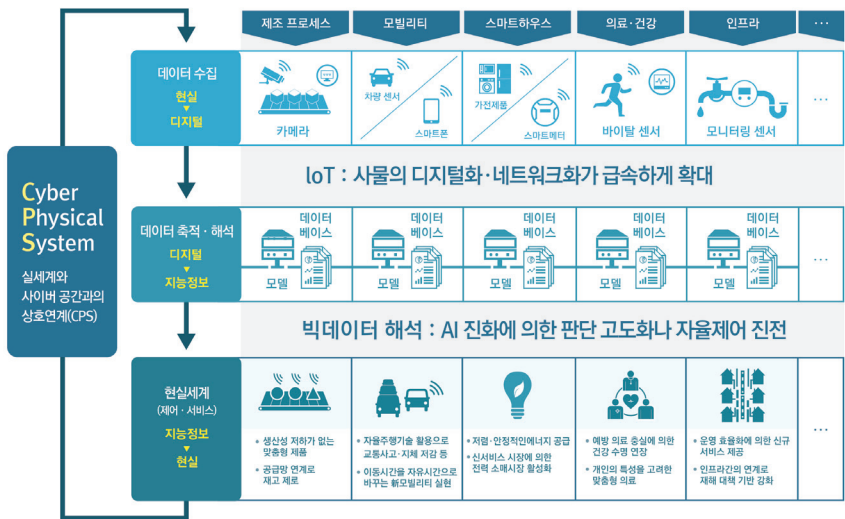 제조 프로세스
모빌리티
스마트하우스
의료·건강
인프라
...
Cyber
Physical
System
실세계와
사이버 공간과의
상호연계(CPS)
데이터 수집
현실
디지털
카메라
차량 센서
스마트폰
가전제품
스마트메터
바이탈 센서
모니터링 센서
...
IoT : 사물의 디지털화·네트워크화가 급속하게 확대
데이터 축적 · 해석
디지털
지능정보
데이터
베이스
모델
데이터
베이스
모델
데이터
베이스
모델
데이터
베이스
모델
데이터
베이스
모델
...
빅데이터 해석 : AI 진화에 의한 판단 고도화나 자율제어 진전
현실세계
(제어 · 서비스)
지능정보
현실
• 생산성 저하가 없는
맞춤형 제품
• 공급망 연계로
재고 제로
• 자율주행기술 활용으로
교통사고·지체 저감 등
• 이동시간을 자유시간으로
바꾸는 新모빌리티 실현
• 저렴·안정적인에너지 공급
• 신서비스 시장에 의한
전력 소매시장 활성화
• 예방 의료 충실에 의한
건강 수명 연장
• 개인의 특성을 고려한
맞춤형 의료
• 운영 효율화에 의한 신규
서비스 제공
• 인프라간의 연계로
재해 대책 기반 강화
...